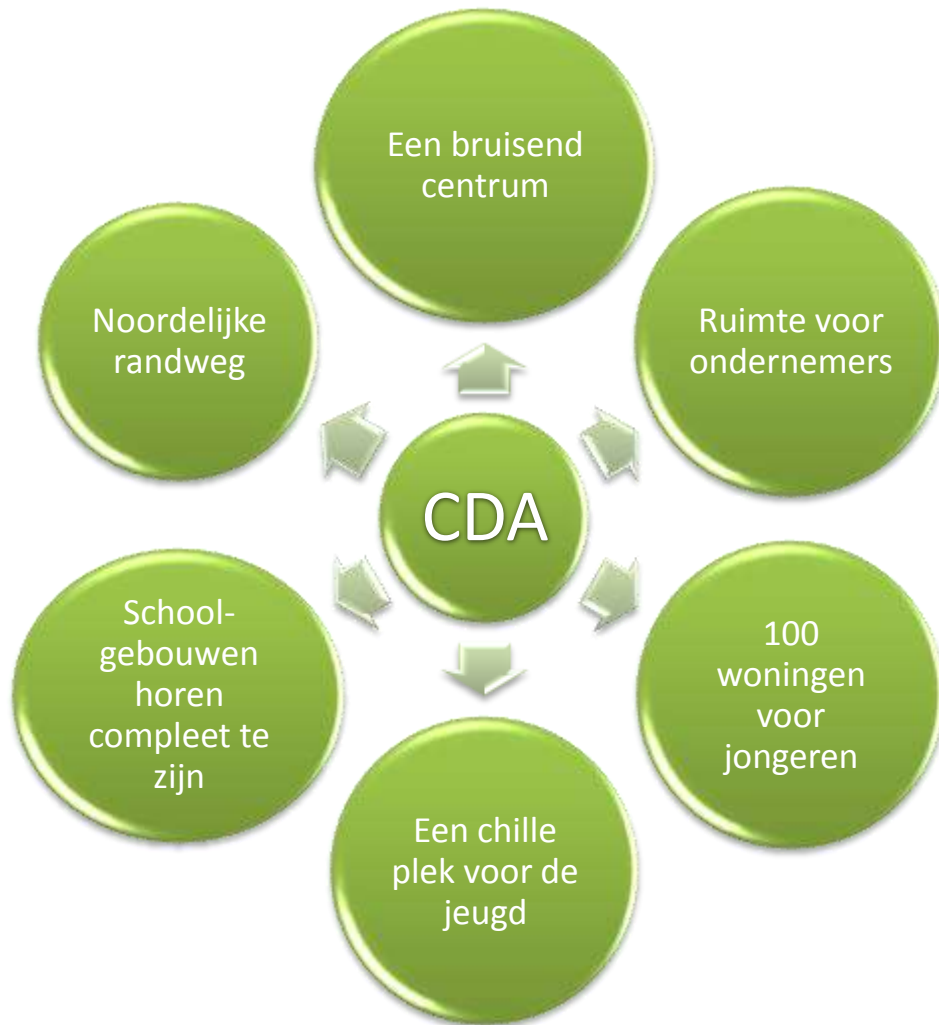 Een bruisend
centrum
Ruimte voor
ondernemers
100
woningen
voor
jongeren
Een chille
plek voor de
jeugd
School-
gebouwen
horen
compleet te
zijn
Noordelijke
randweg
CDA